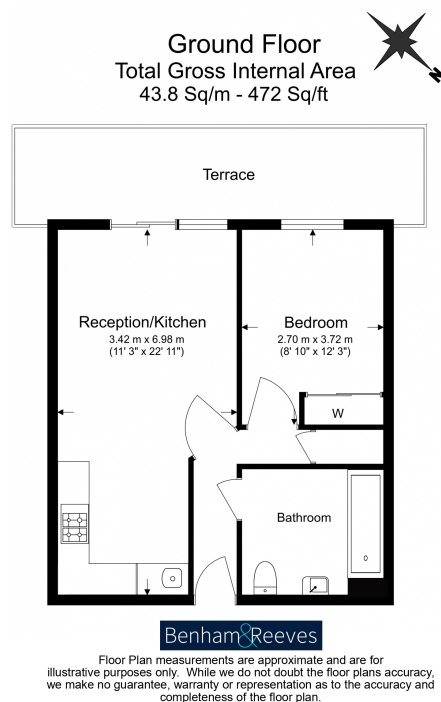 Ground Floor
Total Gross Internal Area
43.8 Sq/m - 472 Sq/ft
N
Terrace
Reception/Kitchen
3.42 m x 6.98 m
(11' 3" x 22' 11")
Bedroom
2.70 m x 3.72 m
(8' 10" x 12' 3")
W
Bathroom
Benham&Reeves
Floor Plan measurements are approximate and are for
illustrative purposes only. While we do not doubt the floor plans accuracy,
we make no guarantee, warranty or representation as to the accuracy and
completeness of the floor plan.